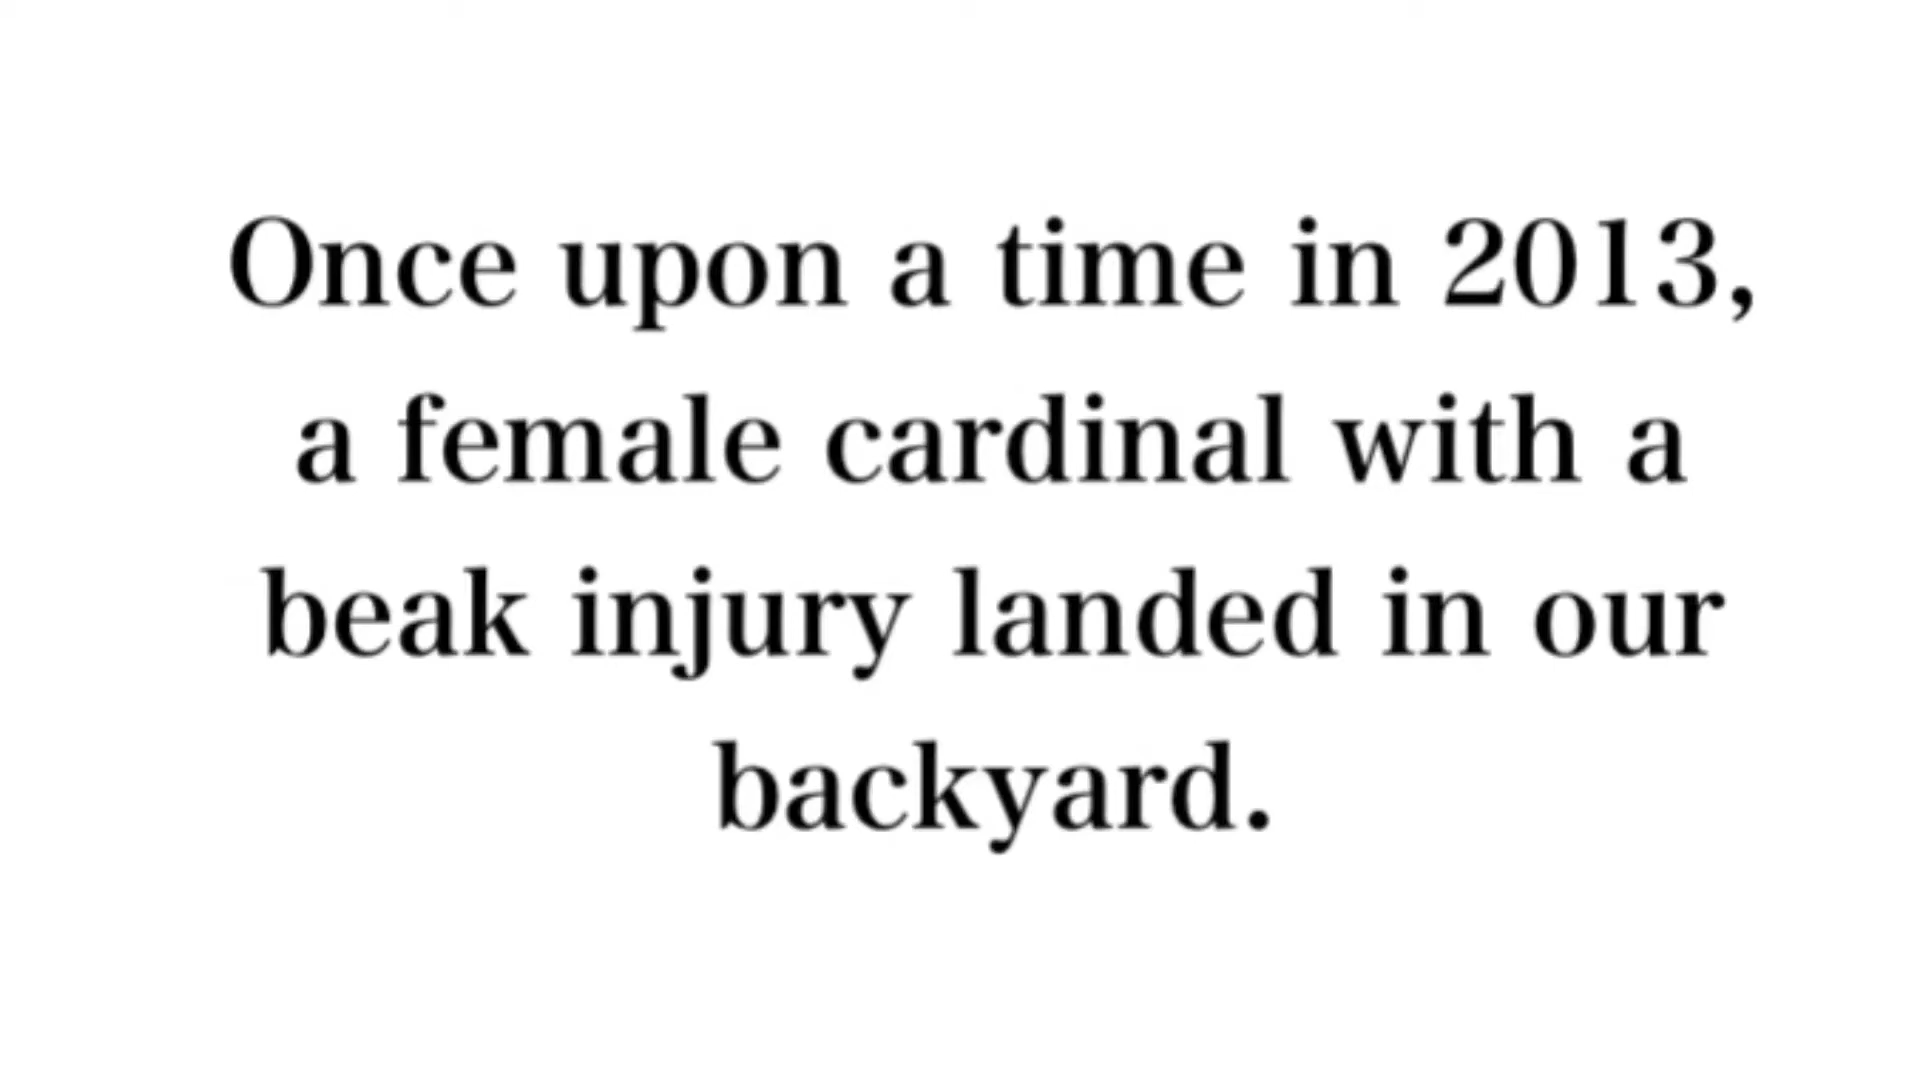 Once upon a time in 2013,
a female cardinal with a
beak injury landed in our
backyard.